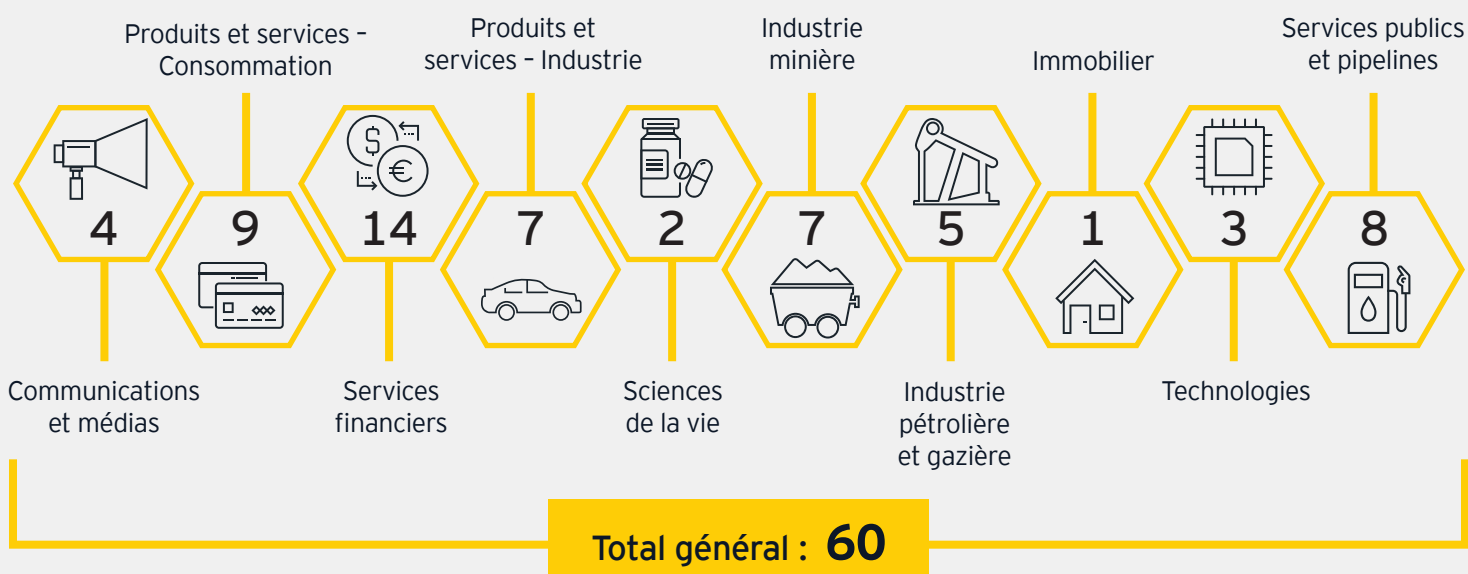 Produits et services –
Consommation
Produits et
services – Industrie
Industrie
minière
Immobilier
Services publics
et pipelines
$
€
4
9
14
7
2
7
5
1
3
8
Communications
et médias
Services
financiers
Sciences
de la vie
Industrie
pétrolière
et gazière
Technologies
Total général : 60